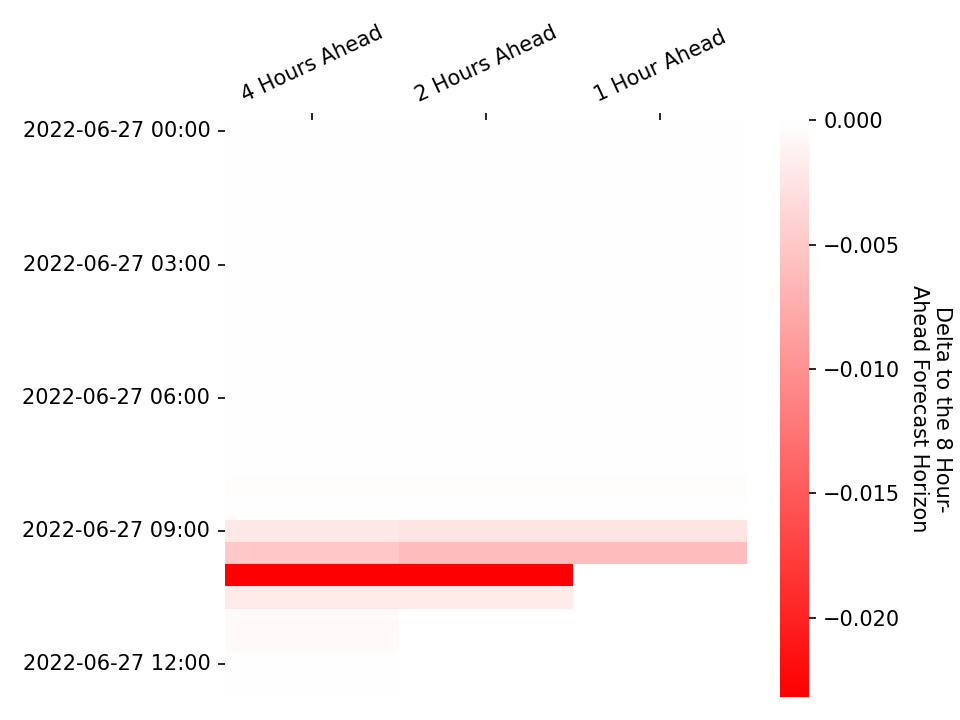 4 Hours Ahead
2 Hours Ahead
1 Hour Ahead
2022-06-27 00:00
2022-06-27 03:00
2022-06-27 06:00
2022-06-27 09:00
2022-06-27 12:00
0.000
−0.005
−0.010
−0.015
−0.020
Delta to the 8 Hour-
Ahead Forecast Horizon